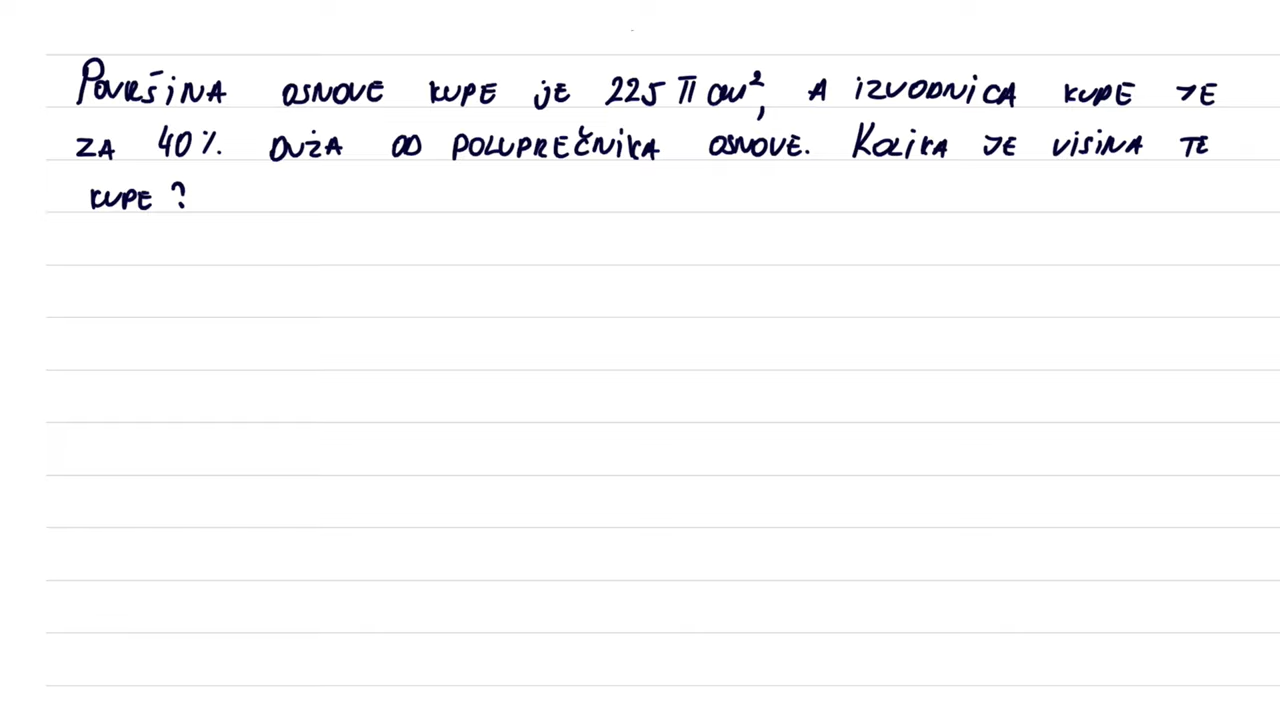 Površina osnove kupe je 225 π cm², a izvodnica kupe je
za 40% duža od poluprečnika osnove. Kolika je visina te
kupe?